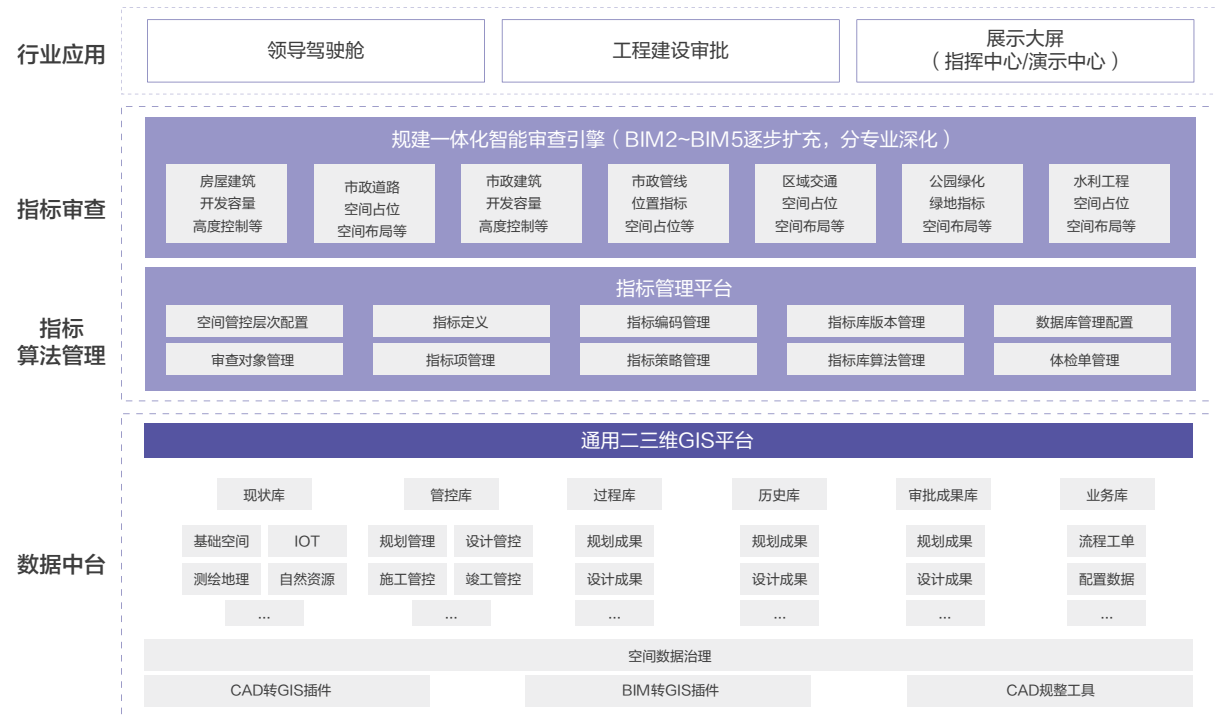 行业应用
领导驾驶舱
工程建设审批
展示大屏
（指挥中心/演示中心）
指标审查
规建一体化智能审查引擎（BIM2~BIM5逐步扩充，分专业深化）
房屋建筑
开发容量
高度控制等
市政道路
空间占位
空间布局等
市政建筑
开发容量
高度控制等
市政管线
位置指标
空间占位等
区域交通
空间占位
空间布局等
公园绿化
绿地指标
空间布局等
水利工程
空间占位
空间布局等
指标
算法管理
指标管理平台
空间管控层次配置
指标定义
指标编码管理
指标库版本管理
数据库管理配置
审查对象管理
指标项管理
指标策略管理
指标库算法管理
体检单管理
数据中台
通用二三维GIS平台
现状库
管控库
过程库
历史库
审批成果库
业务库
基础空间
IOT
规划管理
设计管控
规划成果
规划成果
规划成果
流程工单
测绘地理
自然资源
施工管控
竣工管控
设计成果
设计成果
设计成果
配置数据
...
...
...
...
...
...
空间数据治理
CAD转GIS插件
BIM转GIS插件
CAD规整工具